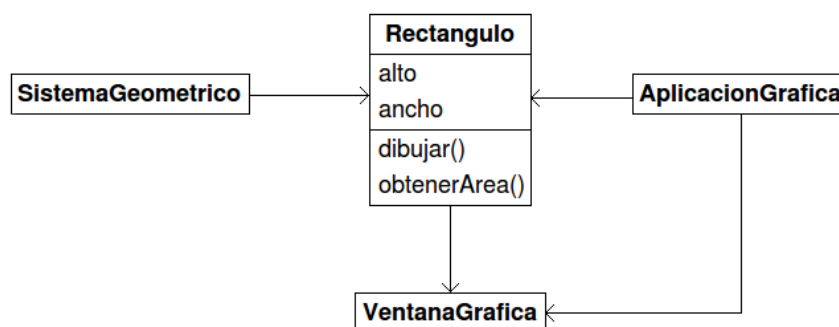 Rectangulo
alto
ancho
dibujar()
obtenerArea()
SistemaGeometrico
AplicacionGrafica
VentanaGrafica